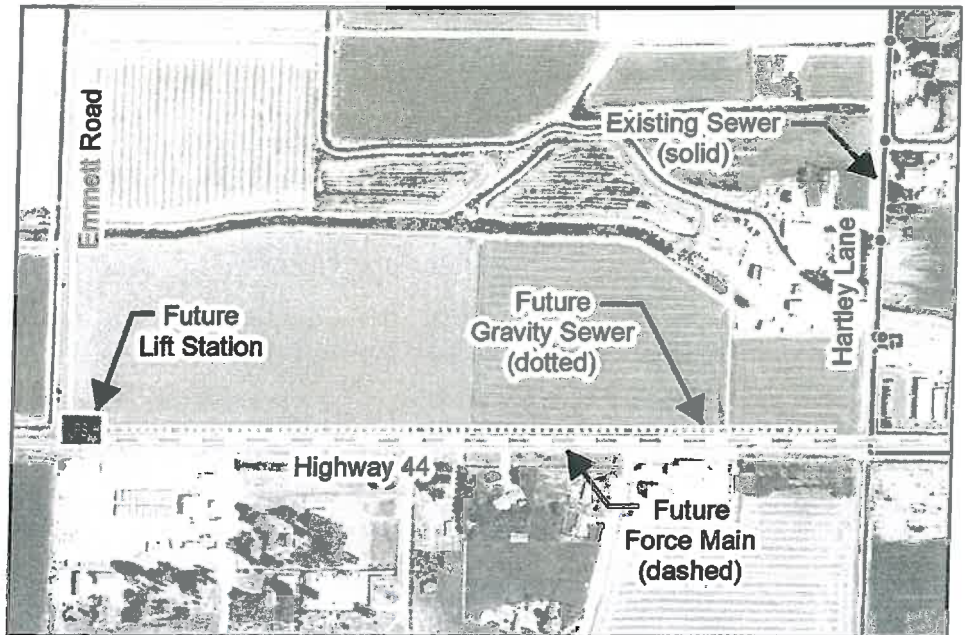 Existing Sewer
(solid)
Emmett Road
Hartley Lane
Future
Lift Station
Future
Gravity Sewer
(dotted)
Highway 44
Future
Force Main
(dashed)